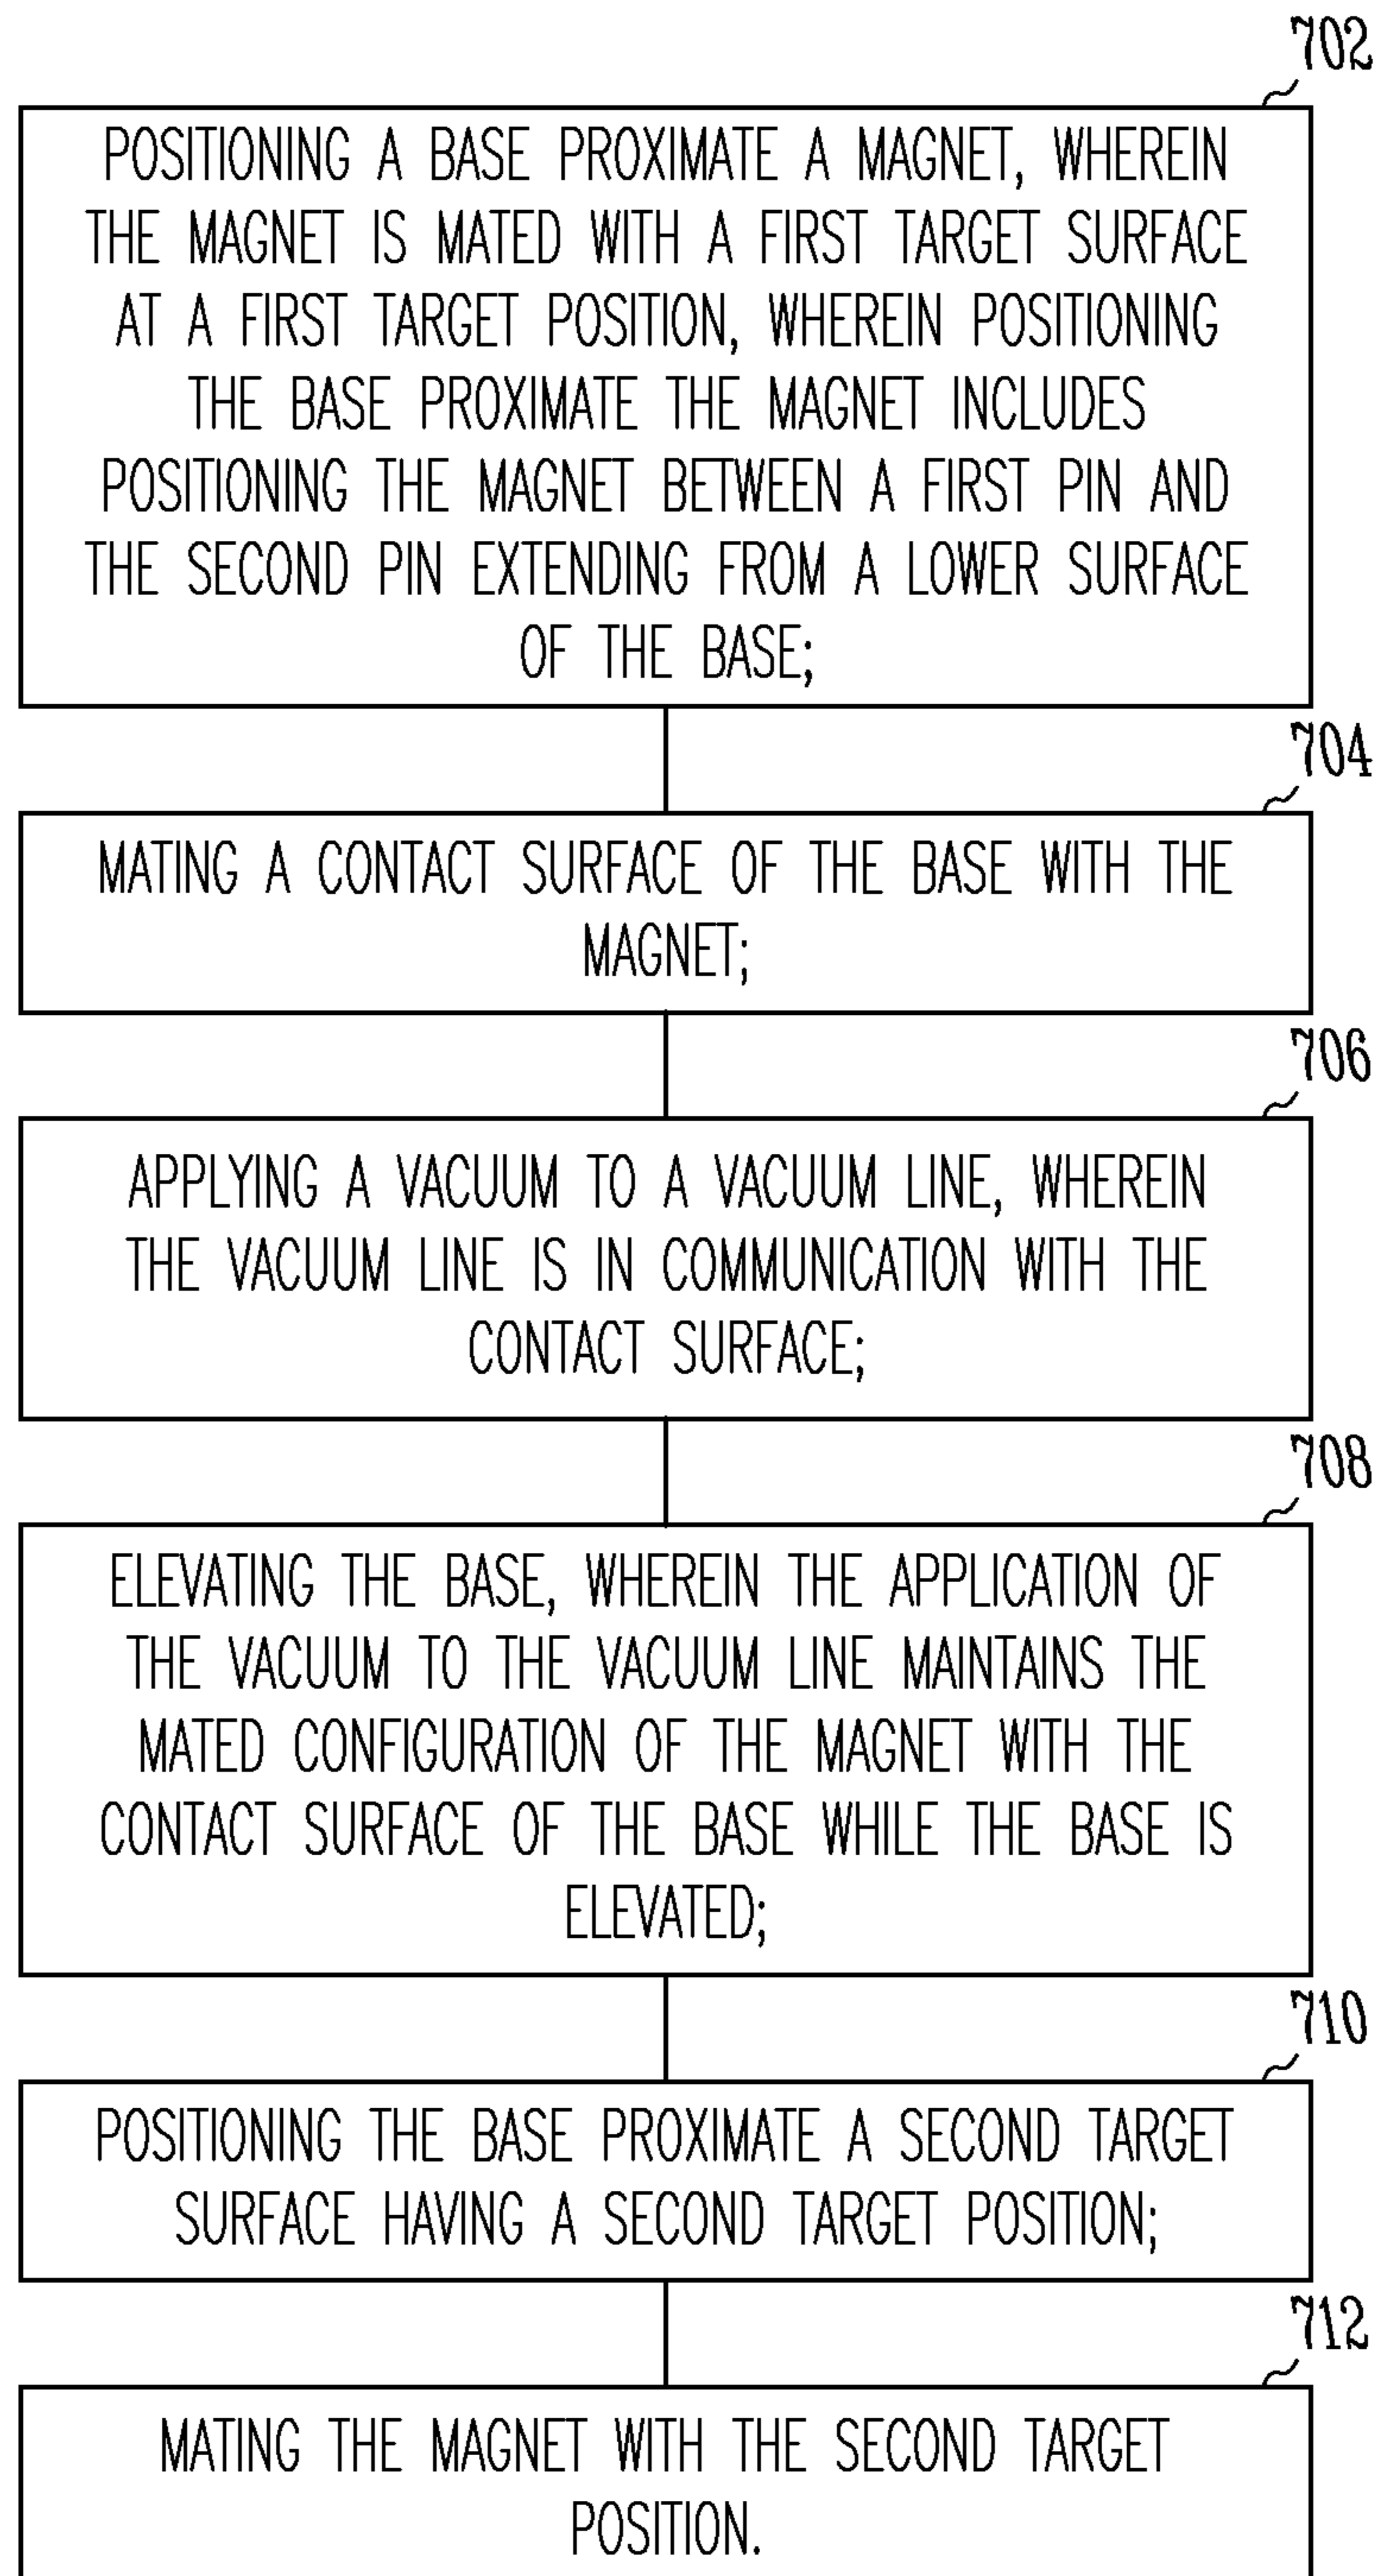 702
POSITIONING A BASE PROXIMATE A MAGNET, WHEREIN
THE MAGNET IS MATED WITH A FIRST TARGET SURFACE
AT A FIRST TARGET POSITION, WHEREIN POSITIONING
THE BASE PROXIMATE THE MAGNET INCLUDES
POSITIONING THE MAGNET BETWEEN A FIRST PIN AND
THE SECOND PIN EXTENDING FROM A LOWER SURFACE
OF THE BASE;
704
MATING A CONTACT SURFACE OF THE BASE WITH THE
MAGNET;
706
APPLYING A VACUUM TO A VACUUM LINE, WHEREIN
THE VACUUM LINE IS IN COMMUNICATION WITH THE
CONTACT SURFACE;
708
ELEVATING THE BASE, WHEREIN THE APPLICATION OF
THE VACUUM TO THE VACUUM LINE MAINTAINS THE
MATED CONFIGURATION OF THE MAGNET WITH THE
CONTACT SURFACE OF THE BASE WHILE THE BASE IS
ELEVATED;
710
POSITIONING THE BASE PROXIMATE A SECOND TARGET
SURFACE HAVING A SECOND TARGET POSITION;
712
MATING THE MAGNET WITH THE SECOND TARGET
POSITION.